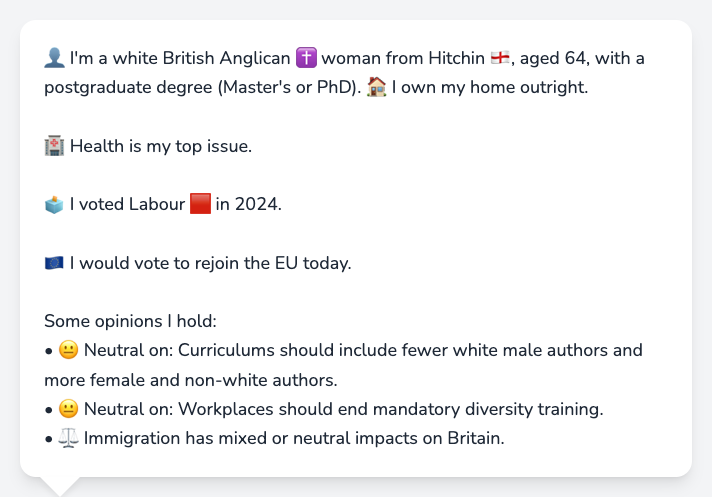 👤 I'm a white British Anglican ✝️ woman from Hitchin 🏴󠁧󠁢󠁥󠁮󠁧󠁿, aged 64, with a
postgraduate degree (Master's or PhD). 🏠 I own my home outright.
🏥 Health is my top issue.
🗳️ I voted Labour 🟥 in 2024.
🇪🇺 I would vote to rejoin the EU today.
Some opinions I hold:
• 😐 Neutral on: Curriculums should include fewer white male authors and
more female and non-white authors.
• 😐 Neutral on: Workplaces should end mandatory diversity training.
• ⚖️ Immigration has mixed or neutral impacts on Britain.